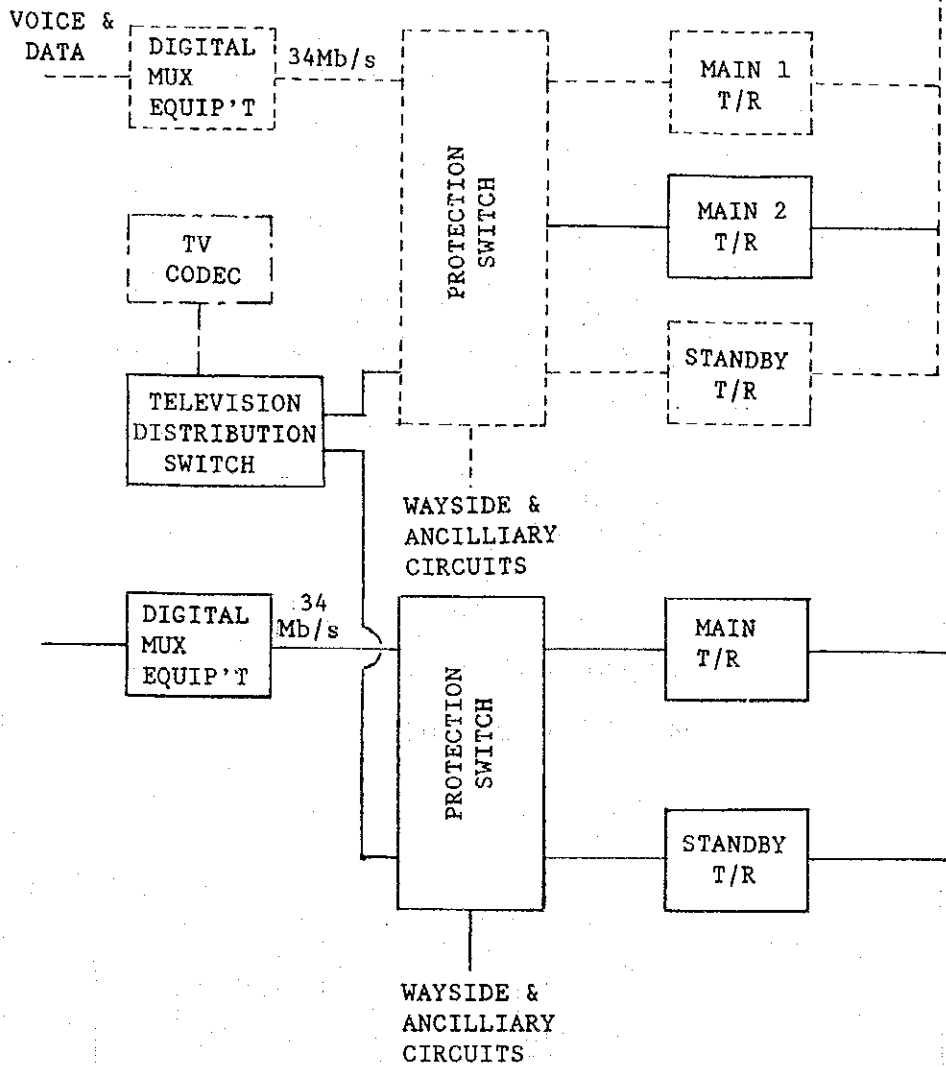 VOICE &
DATA
DIGITAL
MUX
EQUIP'T
34Mb/s
PROTECTION
SWITCH
MAIN 1
T/R
MAIN 2
T/R
STANDBY
T/R
TV
CODEC
TELEVISION
DISTRIBUTION
SWITCH
WAYSIDE &
ANCILLIARY
CIRCUITS
DIGITAL
MUX
EQUIP'T
34
Mb/s
PROTECTION
SWITCH
MAIN
T/R
STANDBY
T/R
WAYSIDE &
ANCILLIARY
CIRCUITS